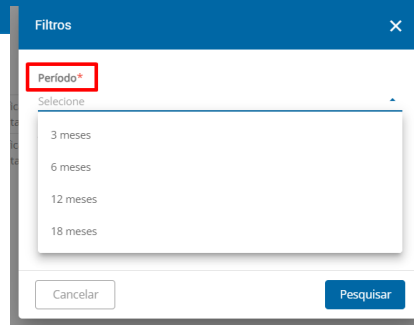 Filtros
Período*
Selecione
3 meses
6 meses
12 meses
18 meses
Cancelar
Pesquisar